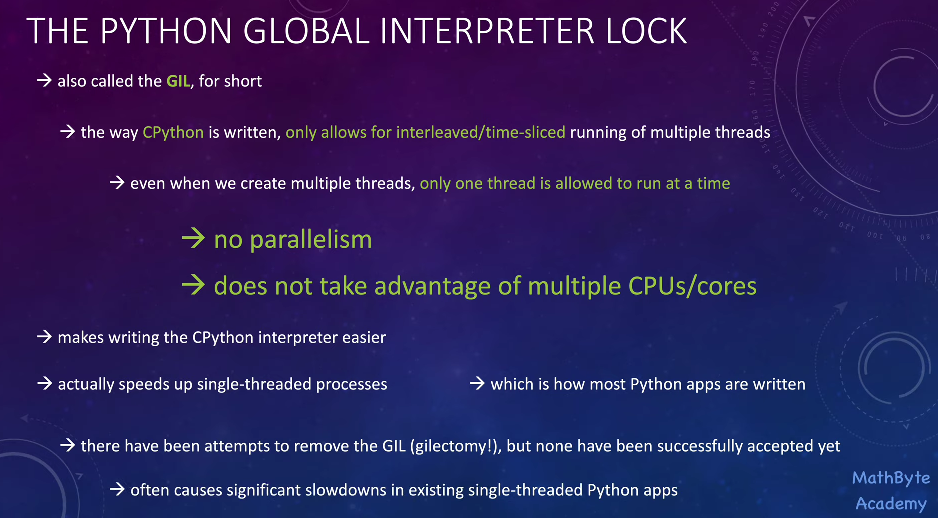 THE PYTHON GLOBAL INTERPRETER LOCK
→ also called the GIL, for short
→ the way CPython is written, only allows for interleaved/time-sliced running of multiple threads
→ even when we create multiple threads, only one thread is allowed to run at a time
→ no parallelism
→ does not take advantage of multiple CPUs/cores
→ makes writing the CPython interpreter easier
→ actually speeds up single-threaded processes → which is how most Python apps are written
→ there have been attempts to remove the GIL (gilectomy!), but none have been successfully accepted yet
→ often causes significant slowdowns in existing single-threaded Python apps
MathByte
Academy